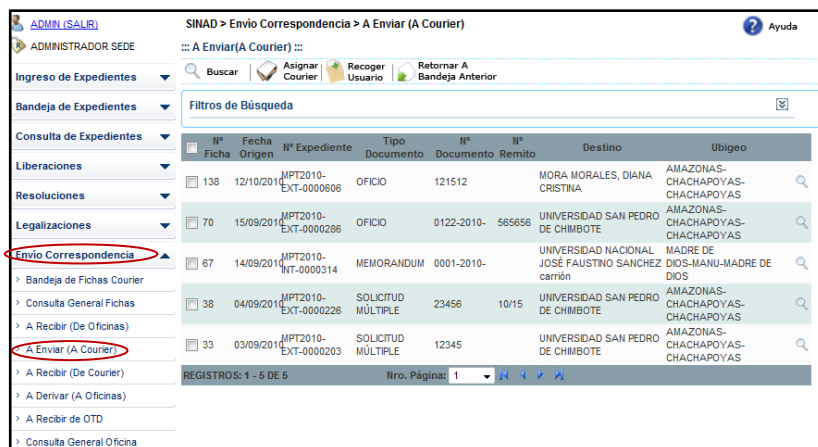 ADMIN (SALIR)
ADMINISTRADOR SEDE
Ingreso de Expedientes
Bandeja de Expedientes
Consulta de Expedientes
Liberaciones
Resoluciones
Legalizaciones
Envío Correspondencia
> Bandeja de Fichas Courier
> Consulta General Fichas
> A Recibir (De Oficinas)
> A Enviar (A Courier)
> A Recibir (De Courier)
> A Derivar (A Oficinas)
> A Recibir de OTD
> Consulta General Oficina
SINAD > Envío Correspondencia > A Enviar (A Courier)
? Ayuda
::: A Enviar(A Courier) :::
Buscar
Asignar Courier
Recoger Usuario
Retornar A Bandeja Anterior
Filtros de Búsqueda
Nº Ficha Fecha Origen Nº Expediente Tipo Documento Nº Documento Nº Remito Destino Ubigeo
138 12/10/2010 MPT2010-EXT-0000606 OFICIO 121512 MORA MORALES, DIANA CRISTINA AMAZONAS-CHACHAPOYAS-CHACHAPOYAS
70 15/09/2010 MPT2010-EXT-0000286 OFICIO 0122-2010- 565656 UNIVERSIDAD SAN PEDRO DE CHIMBOTE AMAZONAS-CHACHAPOYAS-CHACHAPOYAS
67 14/09/2010 MPT2010-INT-0000314 MEMORANDUM 0001-2010- UNIVERSIDAD NACIONAL JOSÉ FAUSTINO SANCHEZ carrión MADRE DE DIOS-MANU-MADRE DE DIOS
38 04/09/2010 MPT2010-EXT-0000226 SOLICITUD MÚLTIPLE 23456 10/15 UNIVERSIDAD SAN PEDRO DE CHIMBOTE AMAZONAS-CHACHAPOYAS-CHACHAPOYAS
33 03/09/2010 MPT2010-EXT-0000203 SOLICITUD MÚLTIPLE 12345 UNIVERSIDAD SAN PEDRO DE CHIMBOTE AMAZONAS-CHACHAPOYAS-CHACHAPOYAS
REGISTROS: 1 - 5 DE 5 Nro. Página: 1